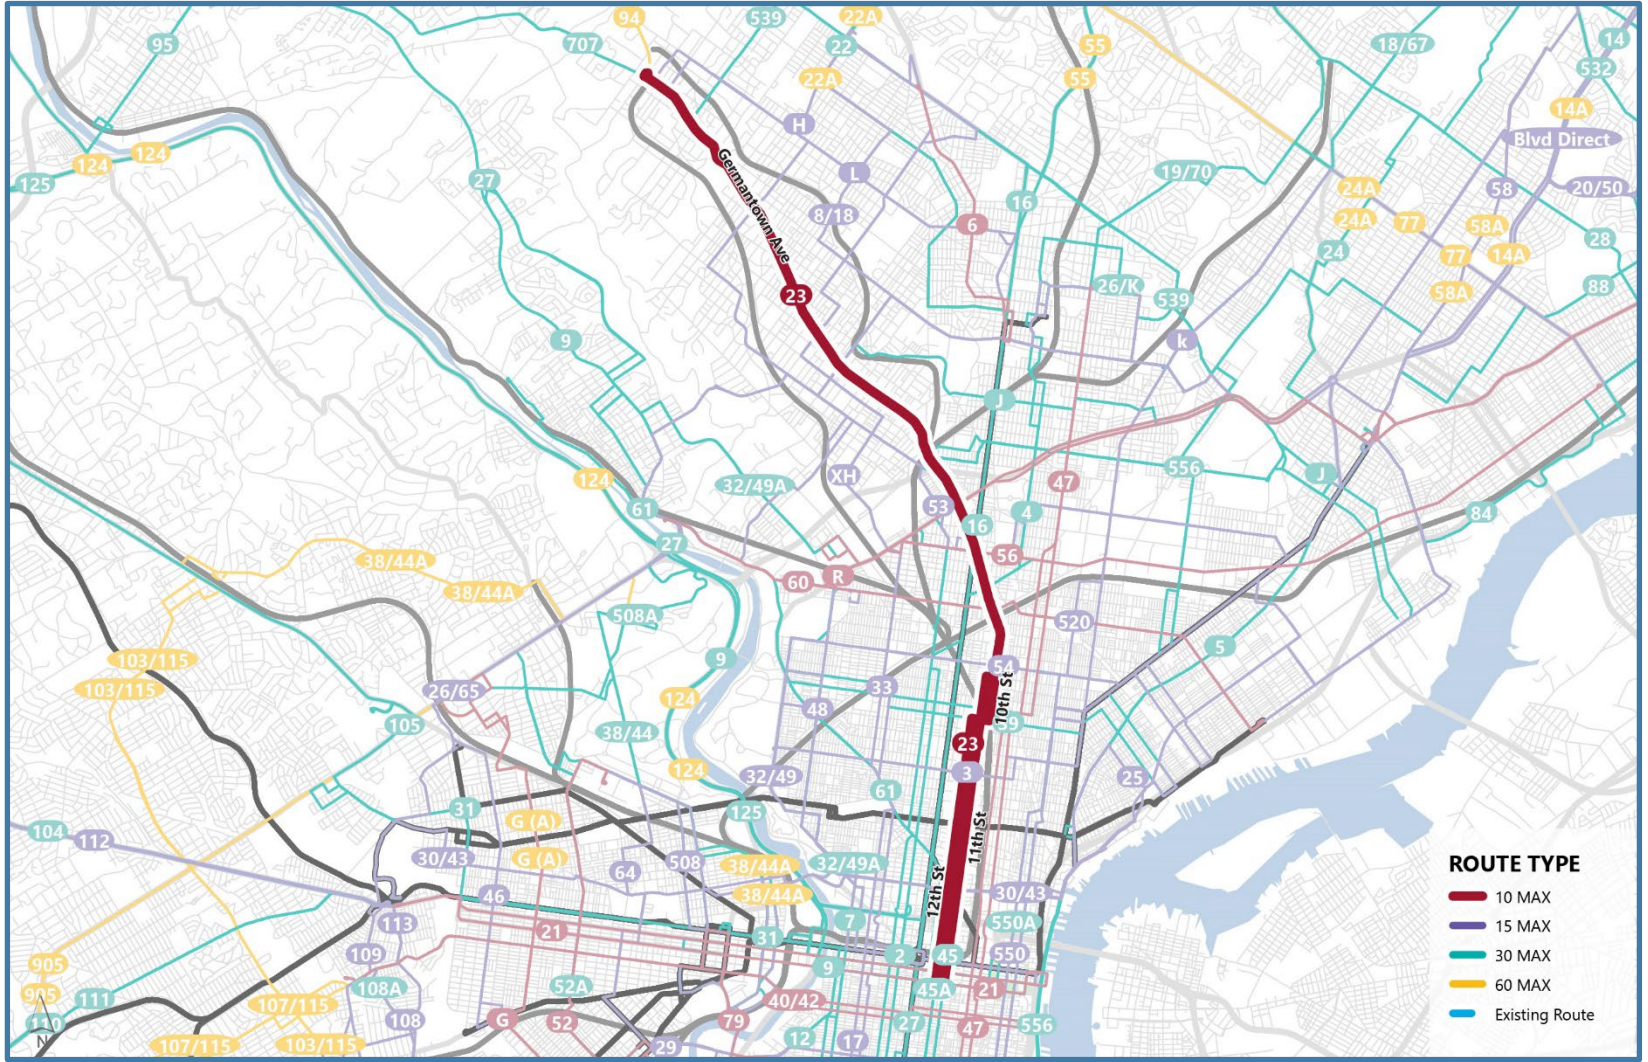 94
539
22A
707
95
22
55
18/67
14
22A
55
532
14A
H
Blvd Direct
124
124
27
L
19/70
125
24A
58
20/50
Germantown Ave
16
8/18
6
24A
77
58A
28
24
77
14A
26/K
58A
88
23
539
9
k
J
556
XH
J
124
32/49A
47
53
61
4
84
16
27
38/44A
56
60
R
38/44A
508A
520
5
103/115
9
54
103/115
26/65
33
124
10th St
48
105
39
38/44
23
124
32/49
3
25
61
31
125
G (A)
104
112
11th St
30/43
G (A)
508
38/44A
32/49A
ROUTE TYPE
64
12th St
30/43
46
38/44A
10 MAX
113
7
550A
15 MAX
21
31
109
2
45
550
30 MAX
905
9
52A
108A
45A
21
60 MAX
905
111
107/115
40/42
Existing Route
110
108
G
52
79
27
47
556
N
12
107/115
103/115
29
17